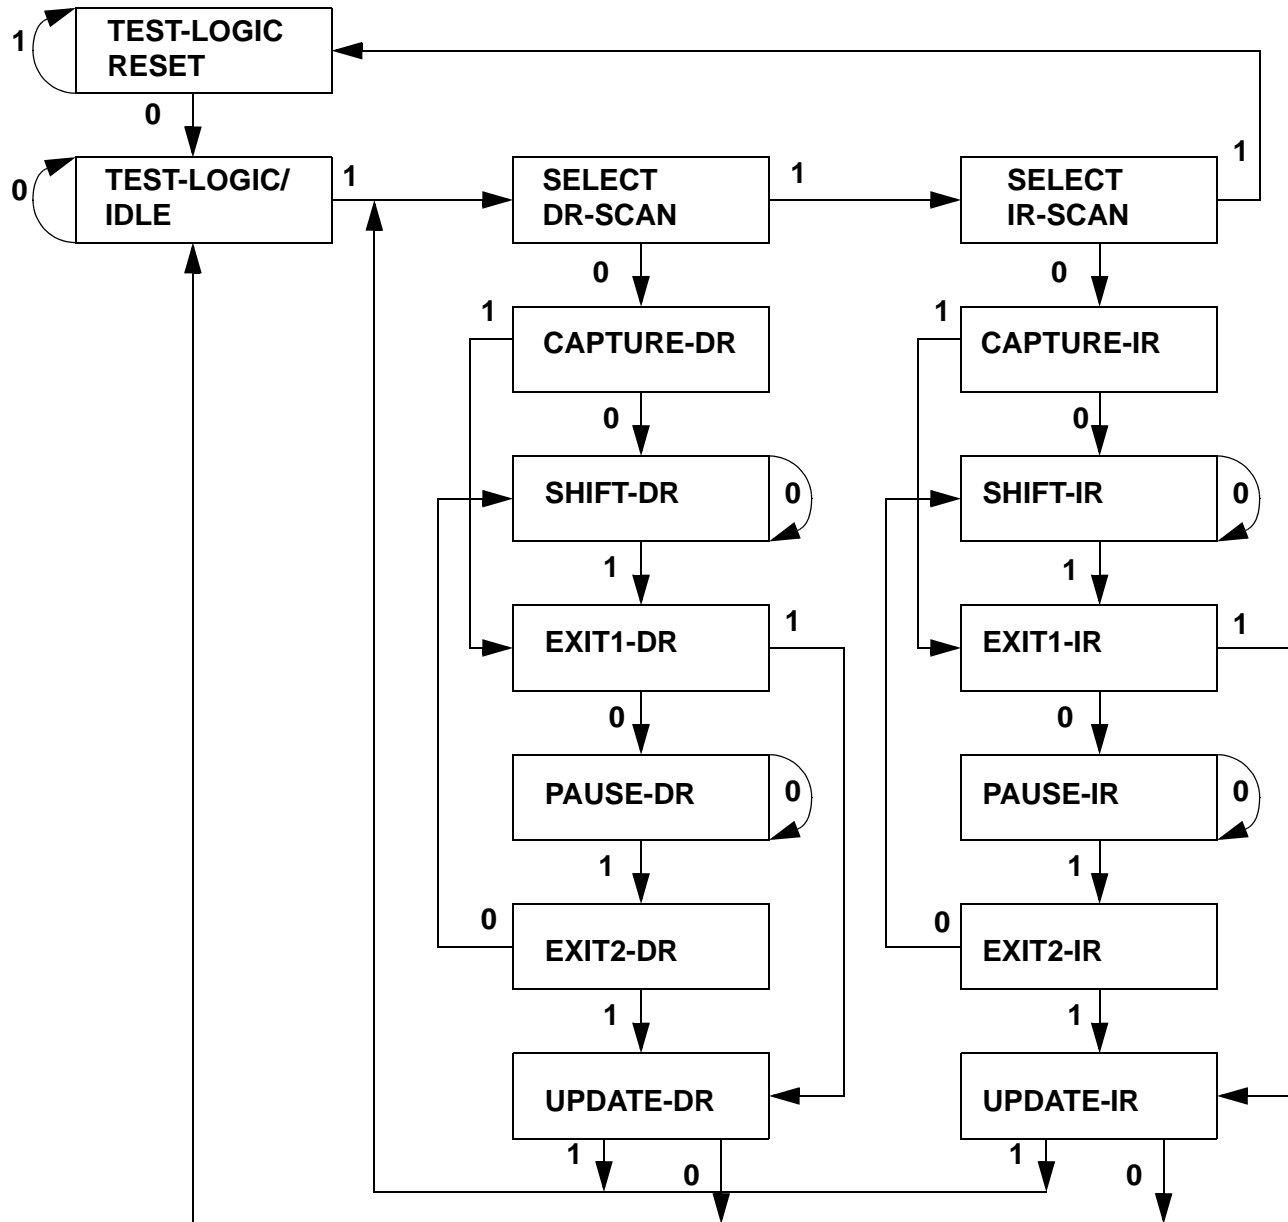 1
TEST-LOGIC
RESET
0
0
TEST-LOGIC/
IDLE
1
SELECT
DR-SCAN
1
SELECT
IR-SCAN
1
0
0
1
CAPTURE-DR
1
CAPTURE-IR
0
0
SHIFT-DR
0
SHIFT-IR
0
1
1
EXIT1-DR
1
EXIT1-IR
1
0
0
PAUSE-DR
0
PAUSE-IR
0
1
1
0
EXIT2-DR
0
EXIT2-IR
1
1
UPDATE-DR
UPDATE-IR
1
0
1
0